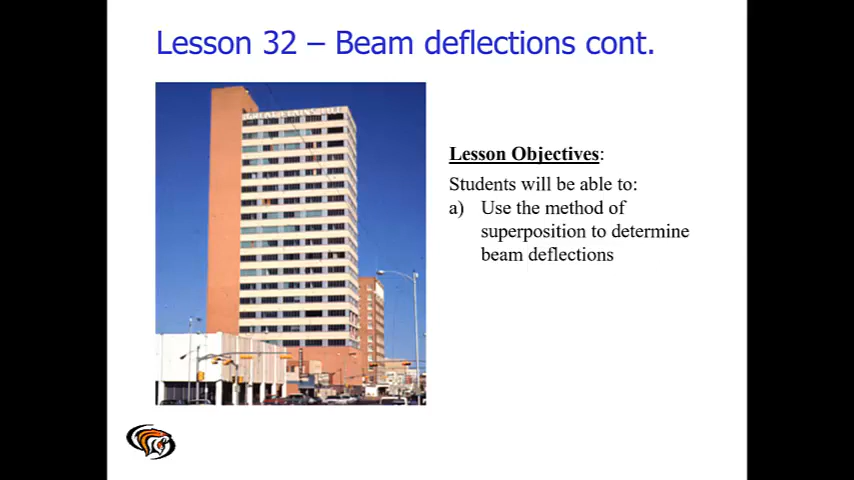 Lesson 32 – Beam deflections cont.
Lesson Objectives:
Students will be able to:
a) Use the method of
superposition to determine
beam deflections